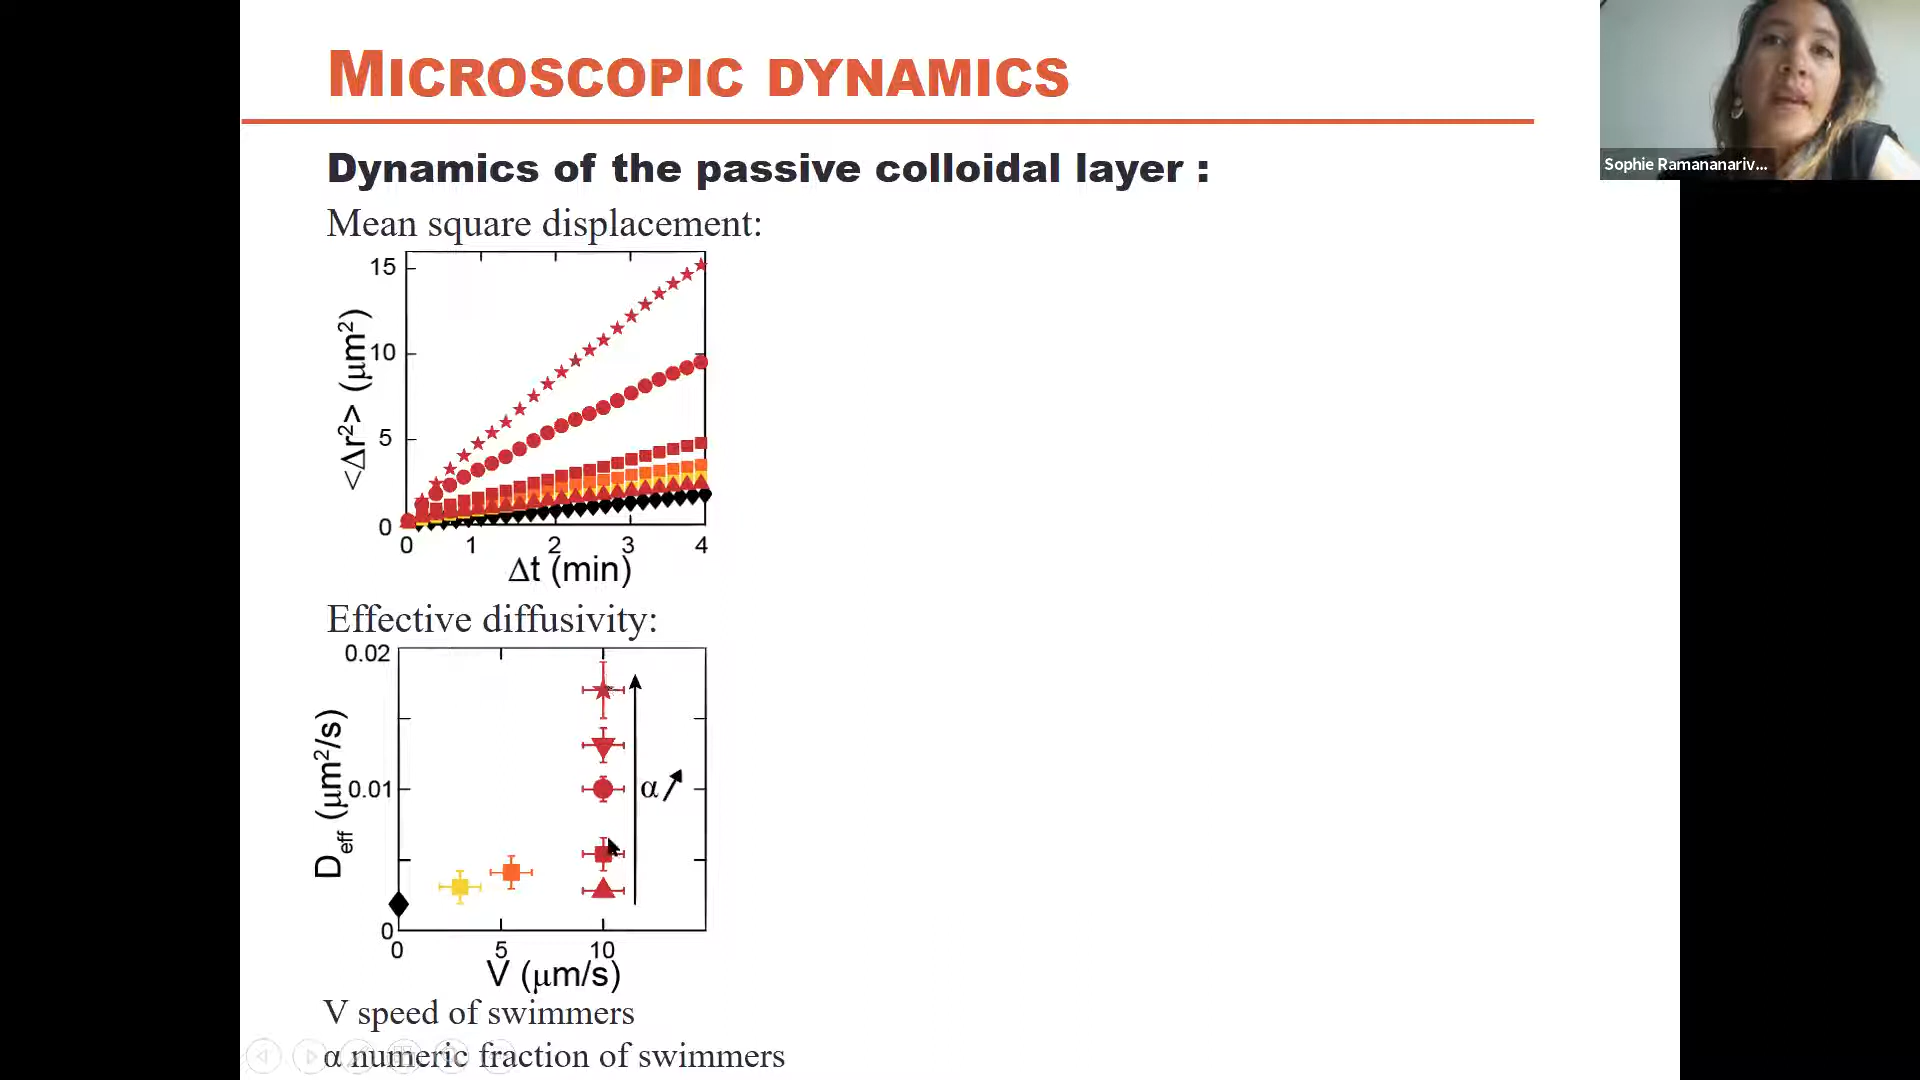 MICROSCOPIC DYNAMICS
Sophie Ramananariv...
Dynamics of the passive colloidal layer :
Mean square displacement:
15
10
5
0
<Δr²> (μm²)
0 1 2 3 4
Δt (min)
Effective diffusivity:
0.02
0.01
0
D_eff (μm²/s)
α
0 5 10
V (μm/s)
V speed of swimmers
α numeric fraction of swimmers